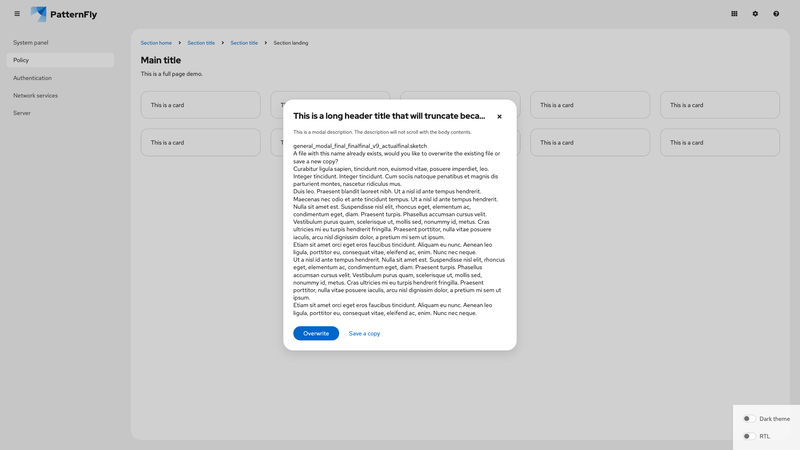 PatternFly
System panel
Policy
Authentication
Network services
Server
Section home
Section title
Section title
Section landing
Main title
This is a full page demo.
This is a card
This is a card
This is a card
This is a card
This is a card
This is a card
This is a long header title that will truncate beca...
This is a modal description. The description will not scroll with the body contents.
general_modal_final_finalfinal_v9_actualfinal.sketch
A file with this name already exists, would you like to overwrite the existing file or
save a new copy?
Curabitur ligula sapien, tincidunt non, euismod vitae, posuere imperdiet, leo.
Integer tincidunt. Integer tincidunt. Cum sociis natoque penatibus et magnis dis
parturient montes, nascetur ridiculus mus.
Duis leo. Praesent blandit laoreet nibh. Ut a nisl id ante tempus hendrerit.
Maecenas nec odio et ante tincidunt tempus. Ut a nisl id ante tempus hendrerit.
Nulla sit amet est. Suspendisse nisl elit, rhoncus eget, elementum ac,
condimentum eget, diam. Praesent turpis. Phasellus accumsan cursus velit.
Vestibulum purus quam, scelerisque ut, mollis sed, nonummy id, metus. Cras
ultricies mi eu turpis hendrerit fringilla. Praesent porttitor, nulla vitae posuere
iaculis, arcu nisl dignissim dolor, a pretium mi sem ut ipsum.
Etiam sit amet orci eget eros faucibus tincidunt. Aliquam eu nunc. Aenean leo
ligula, porttitor eu, consequat vitae, eleifend ac, enim. Nunc nec neque.
Ut a nisl id ante tempus hendrerit. Nulla sit amet est. Suspendisse nisl elit, rhoncus
eget, elementum ac, condimentum eget, diam. Praesent turpis. Phasellus
accumsan cursus velit. Vestibulum purus quam, scelerisque ut, mollis sed,
nonummy id, metus. Cras ultricies mi eu turpis hendrerit fringilla. Praesent
porttitor, nulla vitae posuere iaculis, arcu nisl dignissim dolor, a pretium mi sem ut
ipsum.
Etiam sit amet orci eget eros faucibus tincidunt. Aliquam eu nunc. Aenean leo
ligula, porttitor eu, consequat vitae, eleifend ac, enim. Nunc nec neque.
Overwrite
Save a copy
Dark theme
RTL